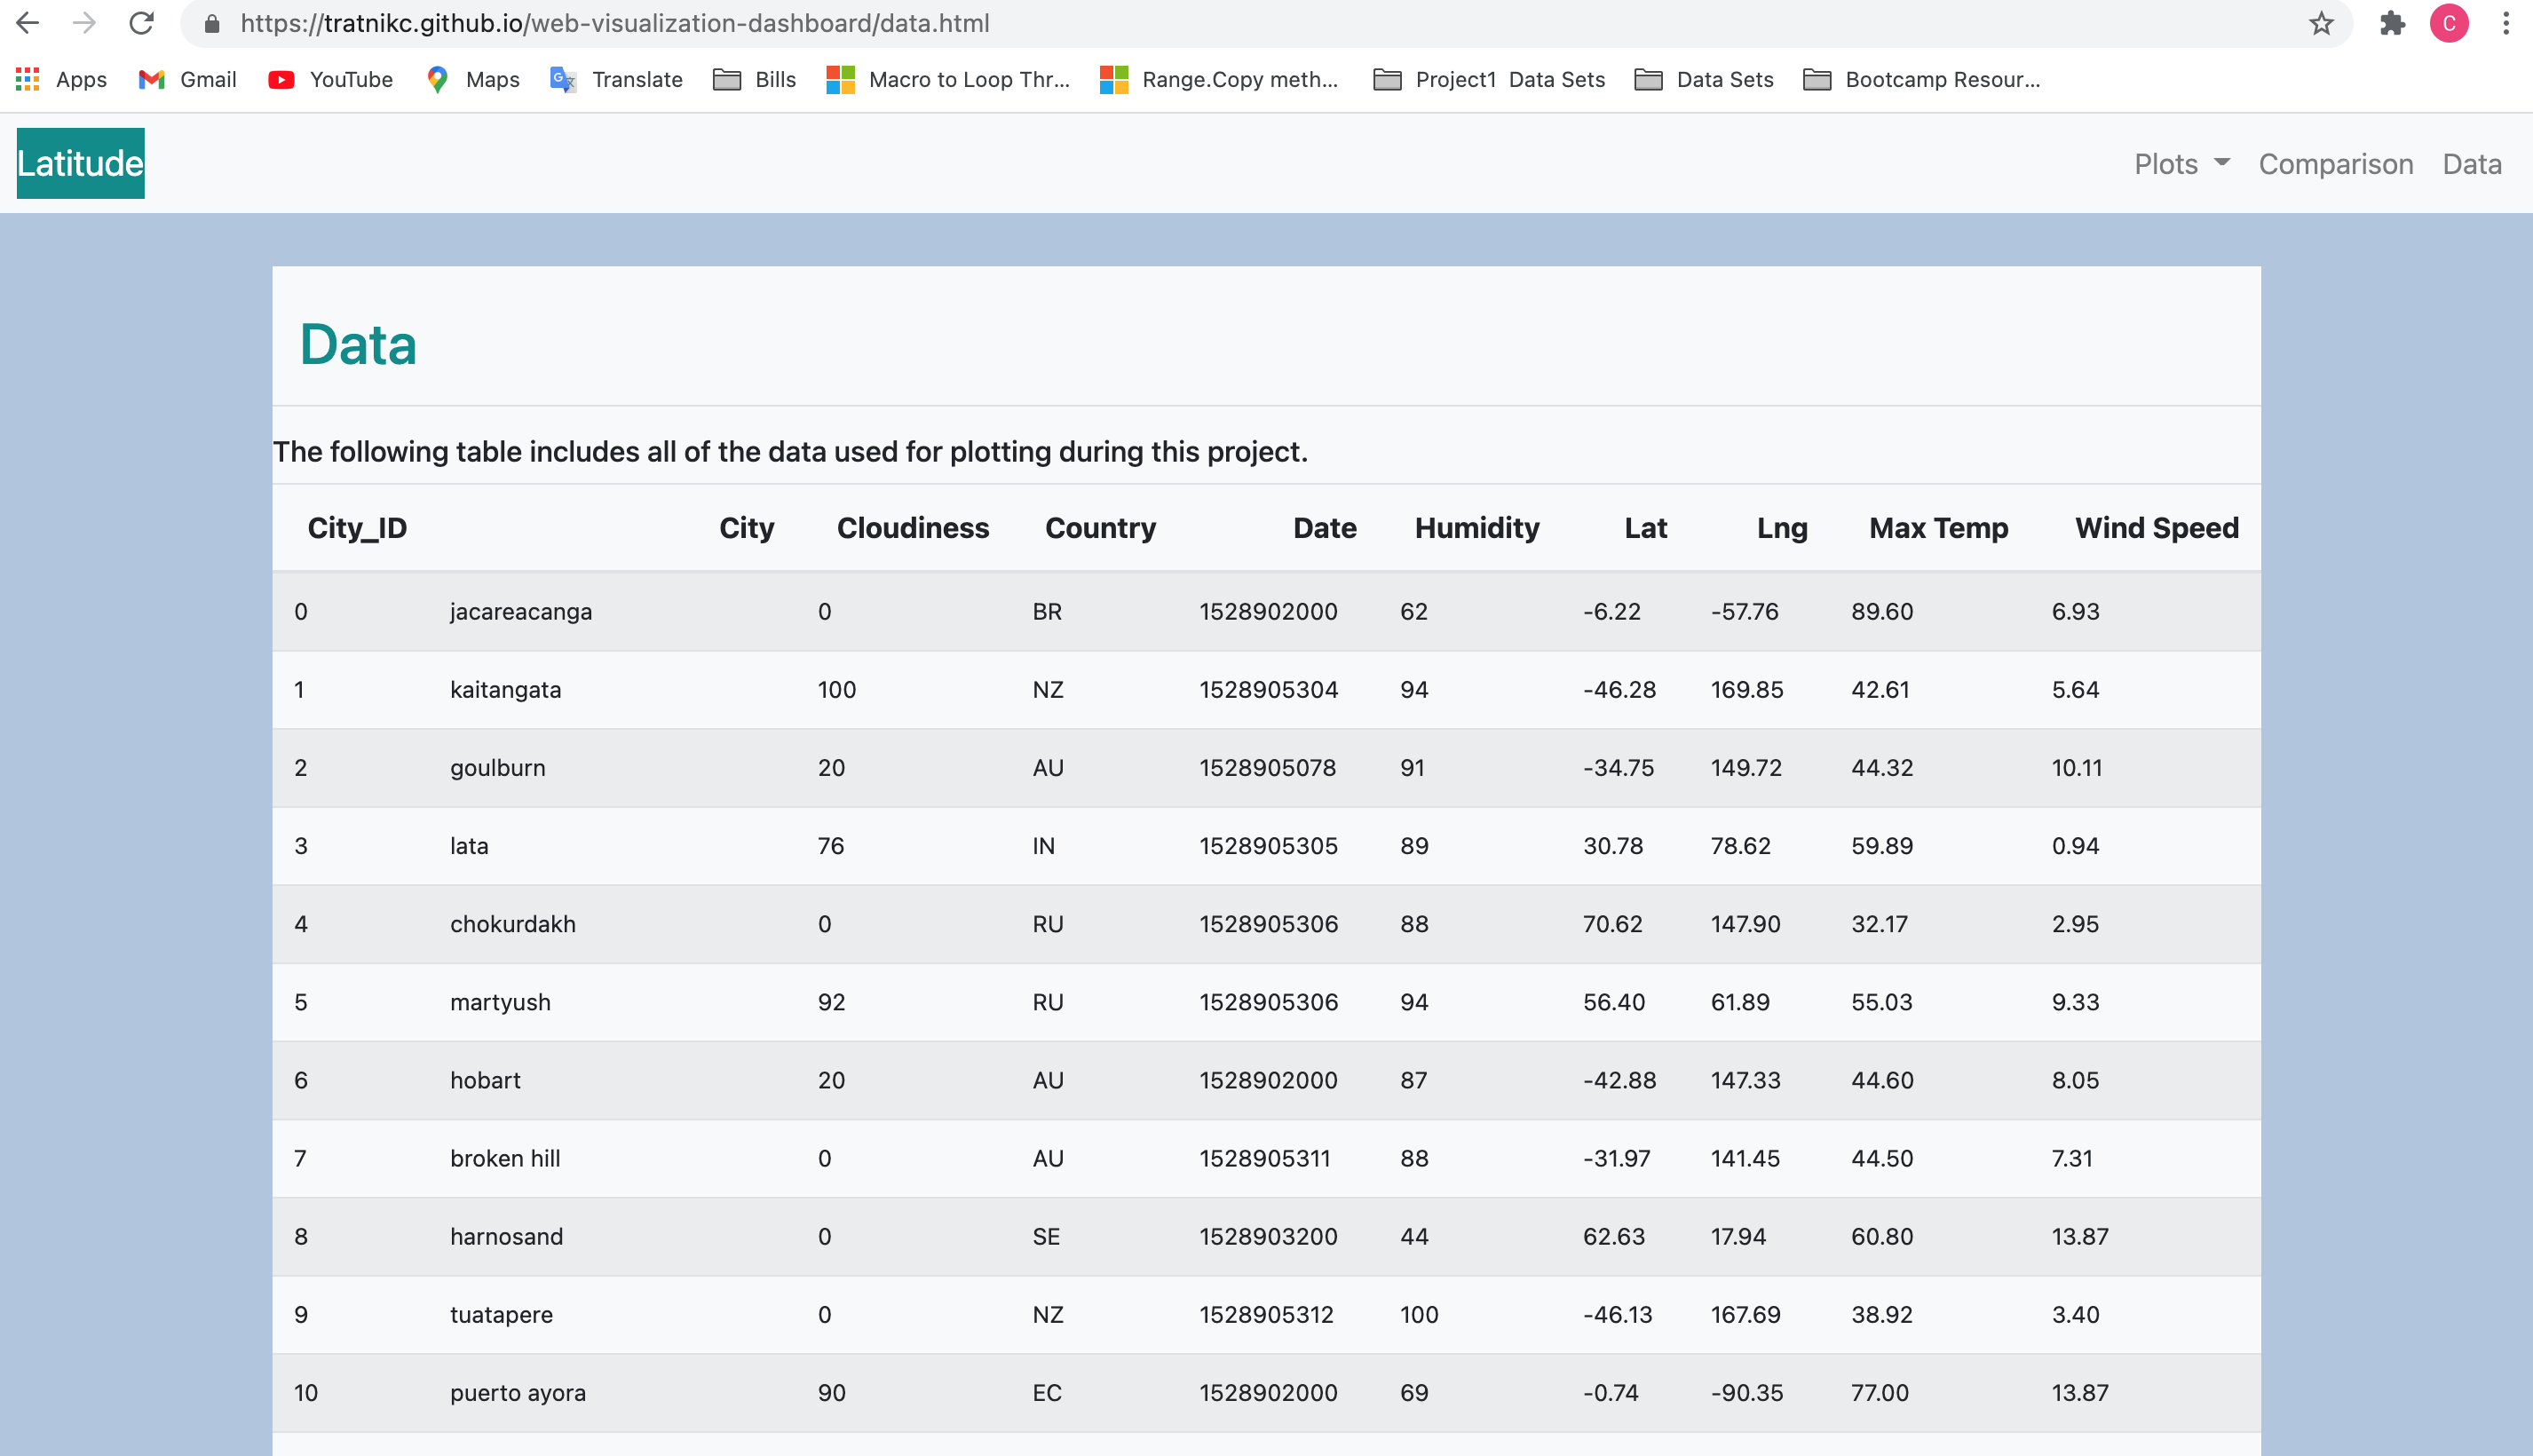 https://tratnikc.github.io/web-visualization-dashboard/data.html C
Apps Gmail YouTube Maps Translate Bills Macro to Loop Thr... Range.Copy meth... Project1 Data Sets Data Sets Bootcamp Resour...
Latitude Plots Comparison Data
Data
The following table includes all of the data used for plotting during this project.
City_ID City Cloudiness Country Date Humidity Lat Lng Max Temp Wind Speed
0 jacareacanga 0 BR 1528902000 62 -6.22 -57.76 89.60 6.93
1 kaitangata 100 NZ 1528905304 94 -46.28 169.85 42.61 5.64
2 goulburn 20 AU 1528905078 91 -34.75 149.72 44.32 10.11
3 lata 76 IN 1528905305 89 30.78 78.62 59.89 0.94
4 chokurdakh 0 RU 1528905306 88 70.62 147.90 32.17 2.95
5 martyush 92 RU 1528905306 94 56.40 61.89 55.03 9.33
6 hobart 20 AU 1528902000 87 -42.88 147.33 44.60 8.05
7 broken hill 0 AU 1528905311 88 -31.97 141.45 44.50 7.31
8 harnosand 0 SE 1528903200 44 62.63 17.94 60.80 13.87
9 tuatapere 0 NZ 1528905312 100 -46.13 167.69 38.92 3.40
10 puerto ayora 90 EC 1528902000 69 -0.74 -90.35 77.00 13.87